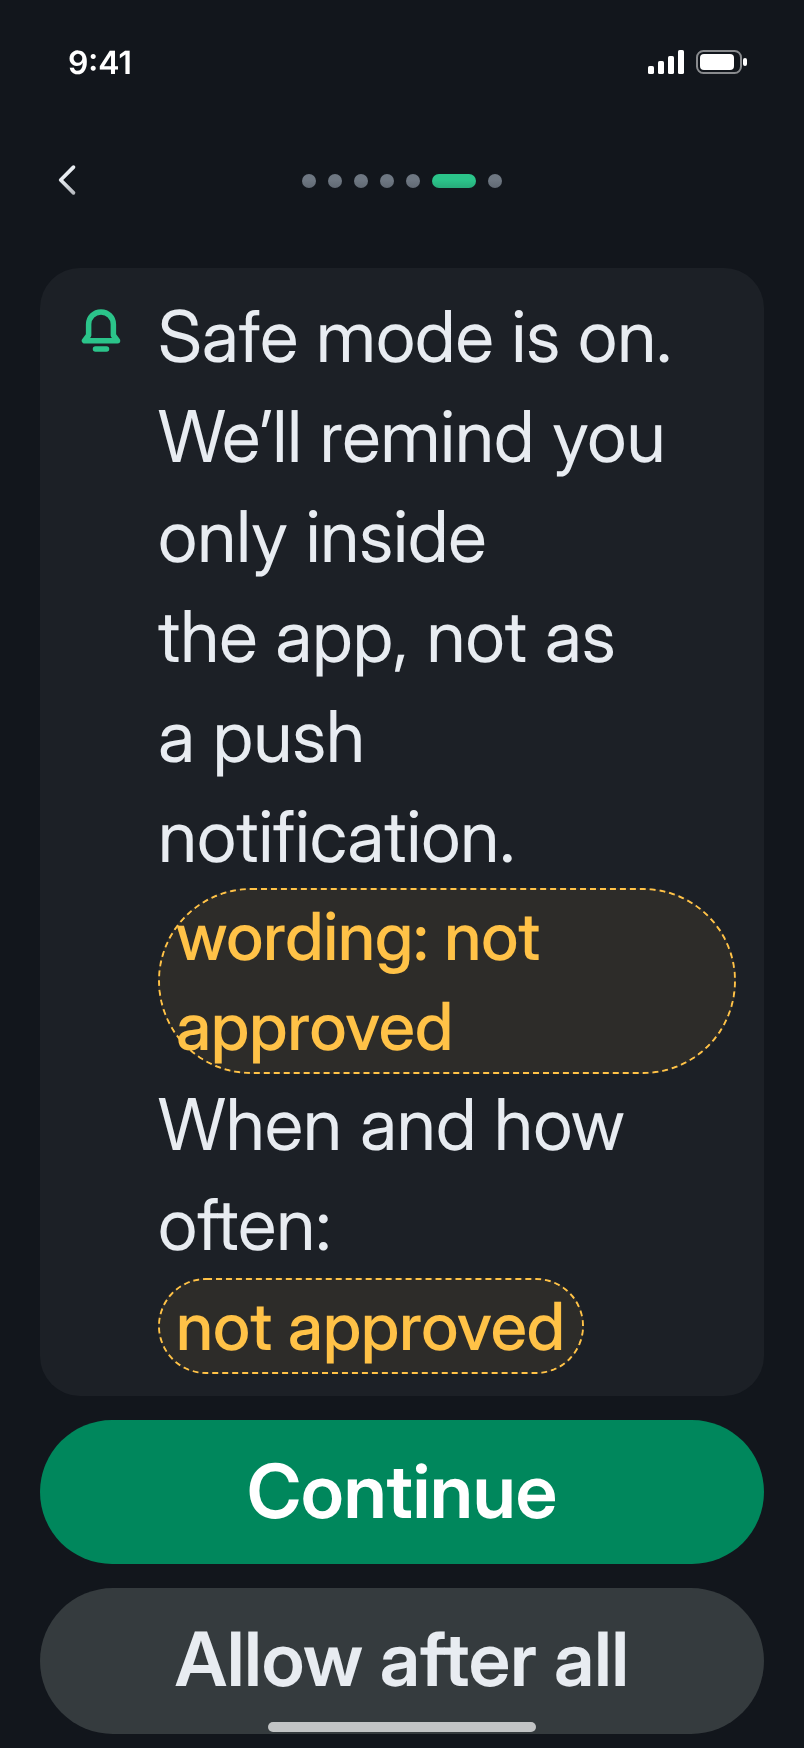 9:41
Safe mode is on.
We’ll remind you
only inside
the app, not as
a push
notification.
wording: not
approved
When and how
often:
not approved
Continue
Allow after all